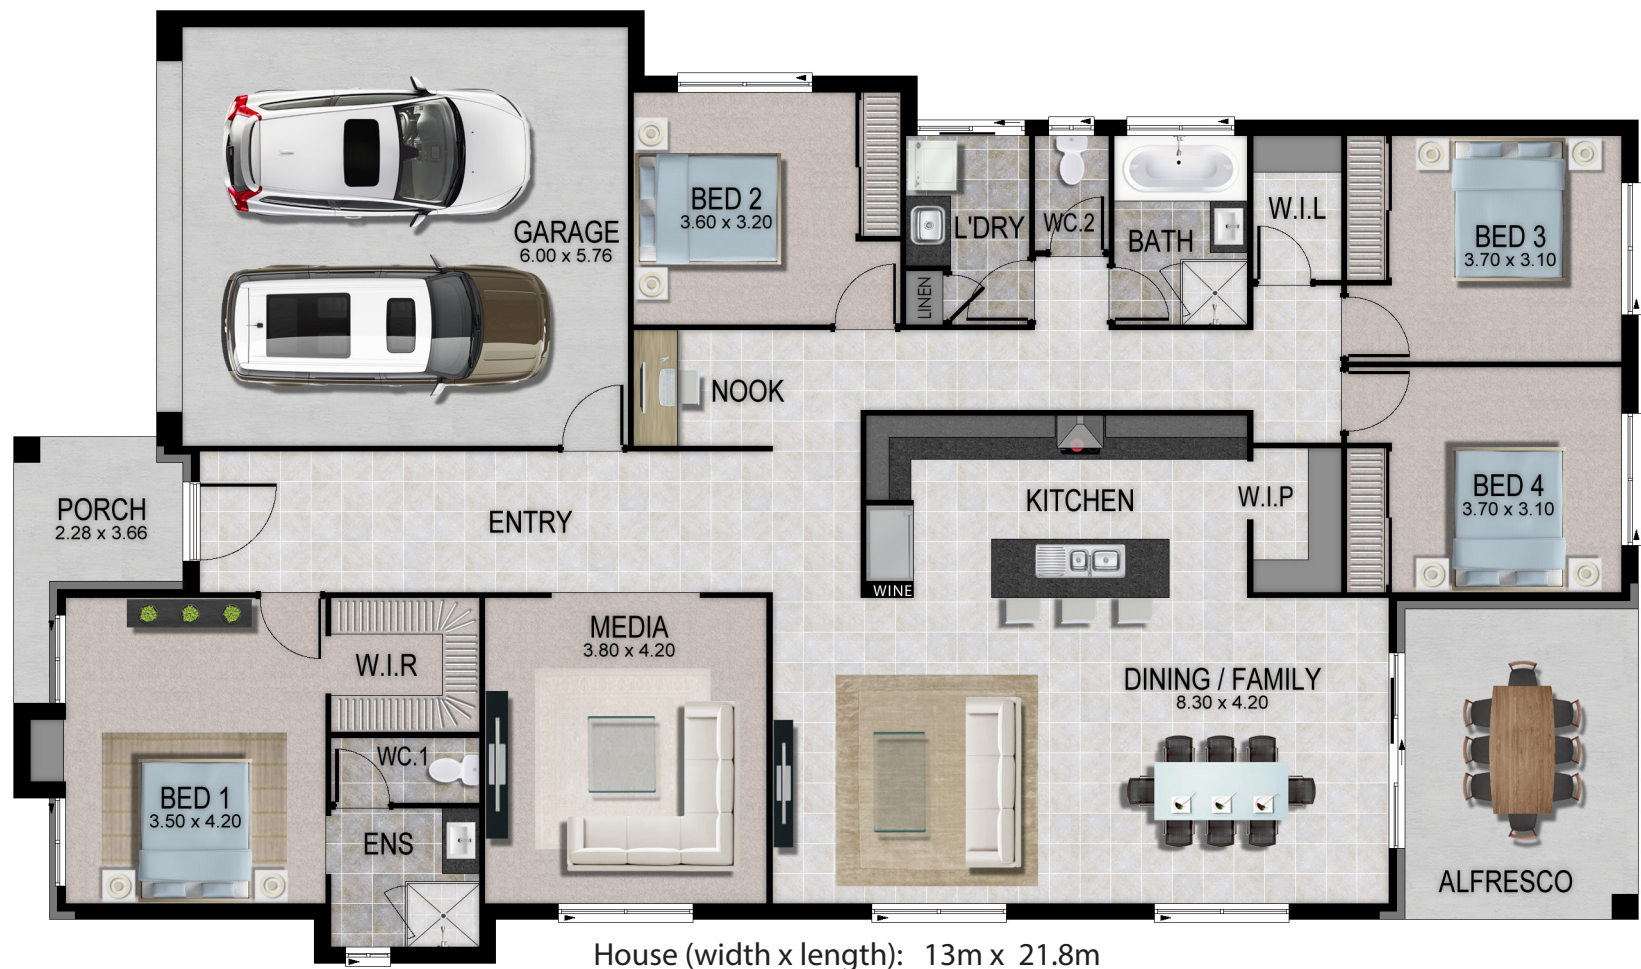 GARAGE
6.00 x 5.76
BED 2
3.60 x 3.20
L'DRY
WC.2
BATH
W.I.L
BED 3
3.70 x 3.10
LINEN
NOOK
PORCH
2.28 x 3.66
ENTRY
KITCHEN
W.I.P
BED 4
3.70 x 3.10
WINE
MEDIA
3.80 x 4.20
W.I.R
DINING / FAMILY
8.30 x 4.20
WC.1
BED 1
3.50 x 4.20
ENS
ALFRESCO
House (width x length): 13m x 21.8m